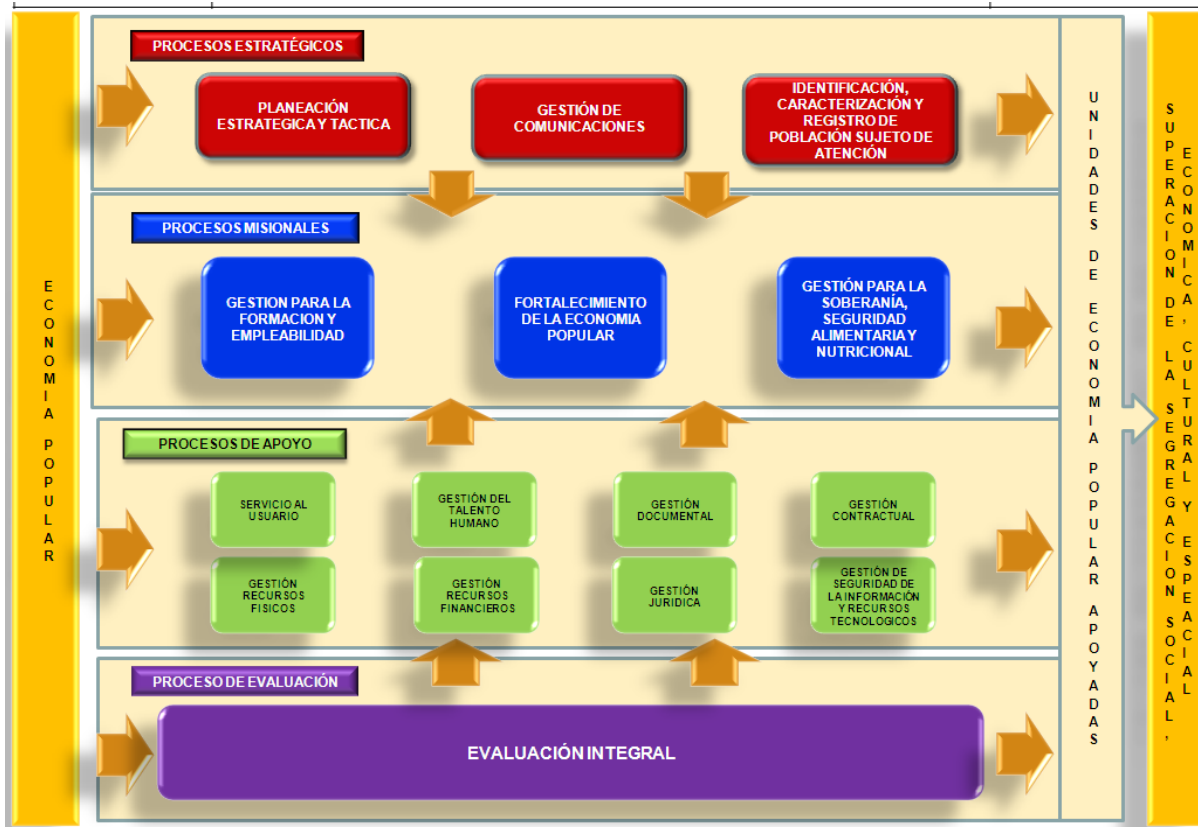 ECONOMIA POPULAR
PROCESOS ESTRATÉGICOS
PLANEACIÓN
ESTRATEGICA Y TACTICA
GESTIÓN DE
COMUNICACIONES
IDENTIFICACIÓN,
CARACTERIZACIÓN Y
REGISTRO DE
POBLACIÓN SUJETO DE
ATENCIÓN
PROCESOS MISIONALES
GESTION PARA LA
FORMACION Y
EMPLEABILIDAD
FORTALECIMIENTO
DE LA ECONOMIA
POPULAR
GESTIÓN PARA LA
SOBERANÍA,
SEGURIDAD
ALIMENTARIA Y
NUTRICIONAL
PROCESOS DE APOYO
SERVICIO AL
USUARIO
GESTIÓN DEL
TALENTO
HUMANO
GESTIÓN
DOCUMENTAL
GESTIÓN
CONTRACTUAL
GESTIÓN
RECURSOS
FISICOS
GESTIÓN
RECURSOS
FINANCIEROS
GESTIÓN
JURIDICA
GESTIÓN DE
SEGURIDAD DE
LA INFORMACIÓN
Y RECURSOS
TECNOLOGICOS
PROCESO DE EVALUACIÓN
EVALUACIÓN INTEGRAL
UNIDADES DE ECONOMIA POPULAR APOYADAS
SUPERACION DE LA SEGREGACION SOCIAL,
ECONOMICA, CULTURAL Y ESPEACIAL